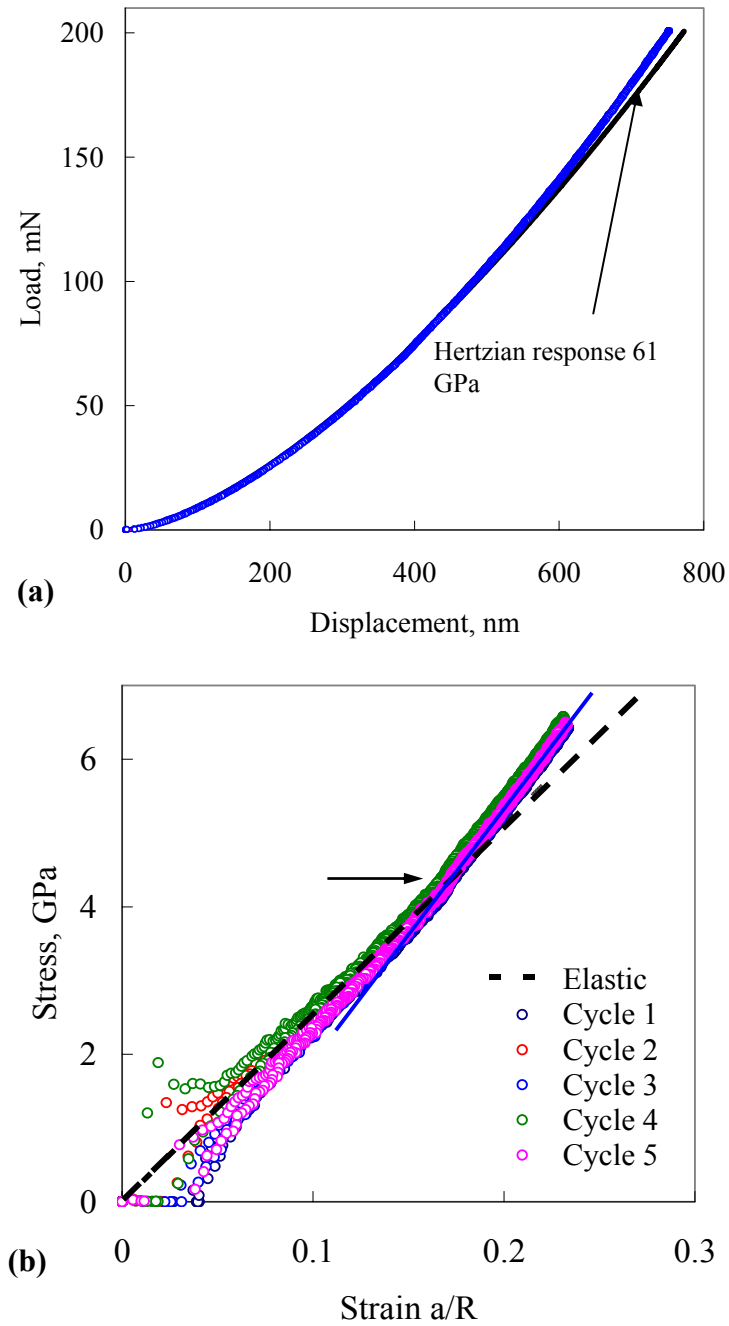 200
150
100
50
0
Load, mN
Hertzian response 61
GPa
0
200
400
600
800
(a)
Displacement, nm
6
4
2
0
Stress, GPa
Elastic
Cycle 1
Cycle 2
Cycle 3
Cycle 4
Cycle 5
0
0.1
0.2
0.3
(b)
Strain a/R